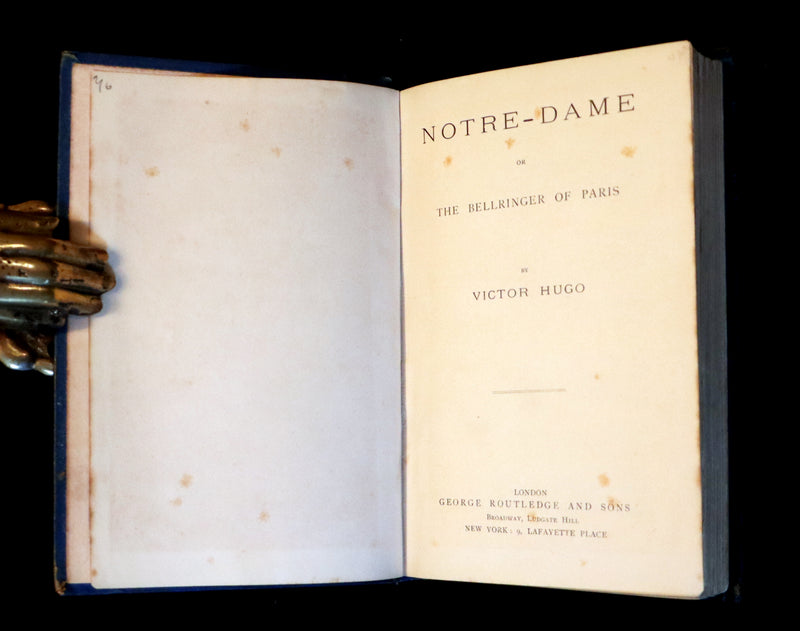 NOTRE-DAME
OR
THE BELLRINGER OF PARIS
BY
VICTOR HUGO
LONDON
GEORGE ROUTLEDGE AND SONS
BROADWAY, LUDGATE HILL
NEW YORK: 9, LAFAYETTE PLACE